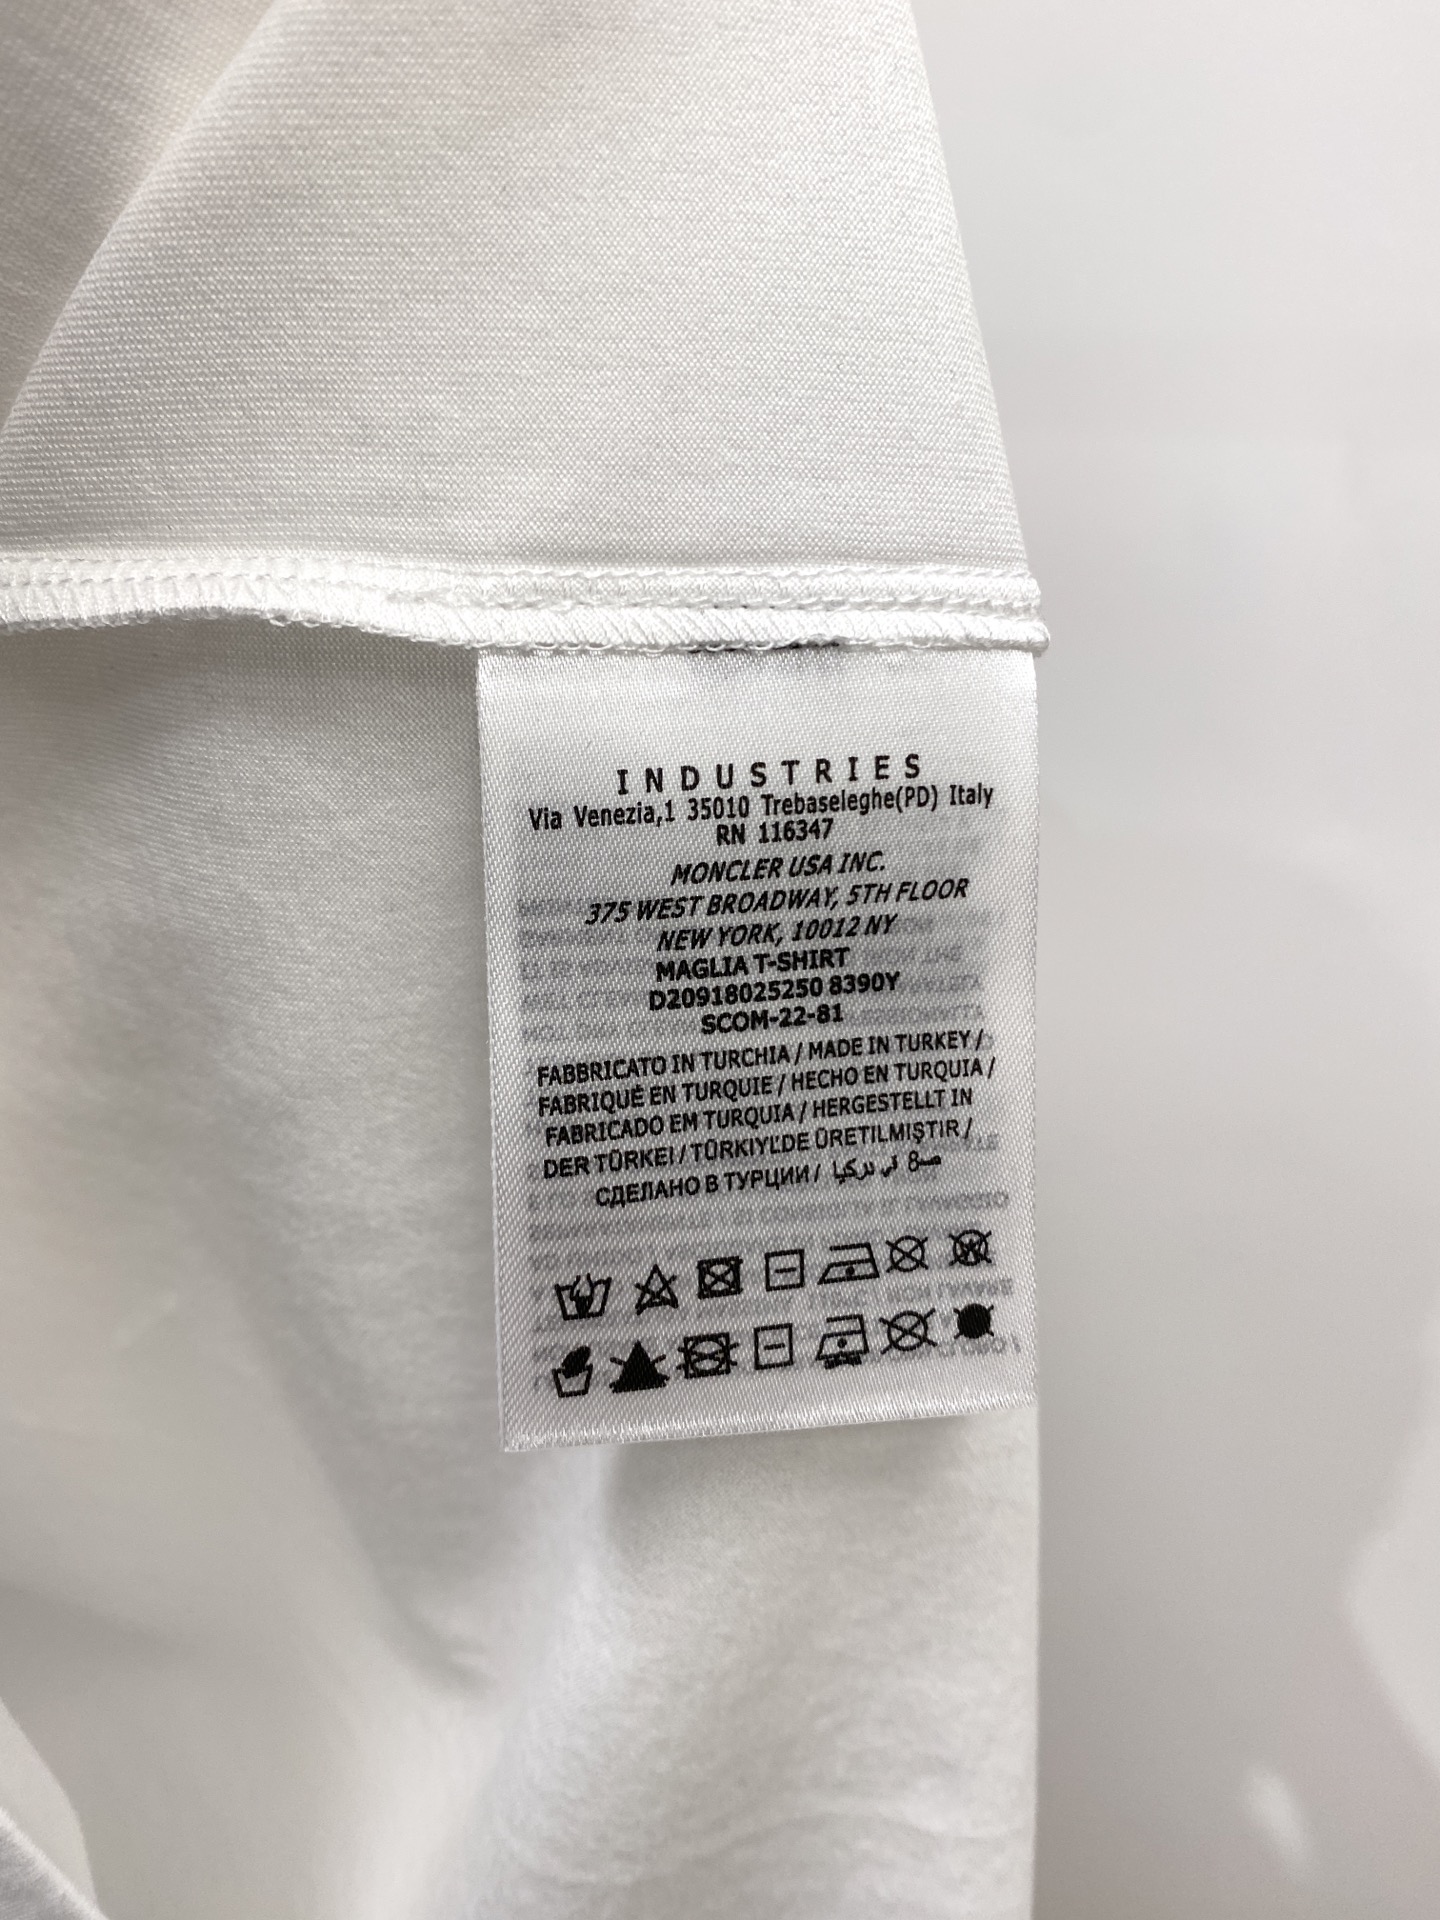 INDUSTRIES
Via Venezia,1 35010 Trebaseleghe(PD) Italy
RN 116347
MONCLER USA INC.
375 WEST BROADWAY, 5TH FLOOR
NEW YORK, 10012 NY
MAGLIA T-SHIRT
D20918025250 8390Y
SCOM-22-81
FABBRICATO IN TURCHIA / MADE IN TURKEY /
FABRIQUÉ EN TURQUIE / HECHO EN TURQUIA /
FABRICADO EM TURQUIA / HERGESTELLT IN
DER TÜRKEI / TÜRKIYL'DE ÜRETILMIŞTIR /
СДЕЛАНО В ТУРЦИИ /